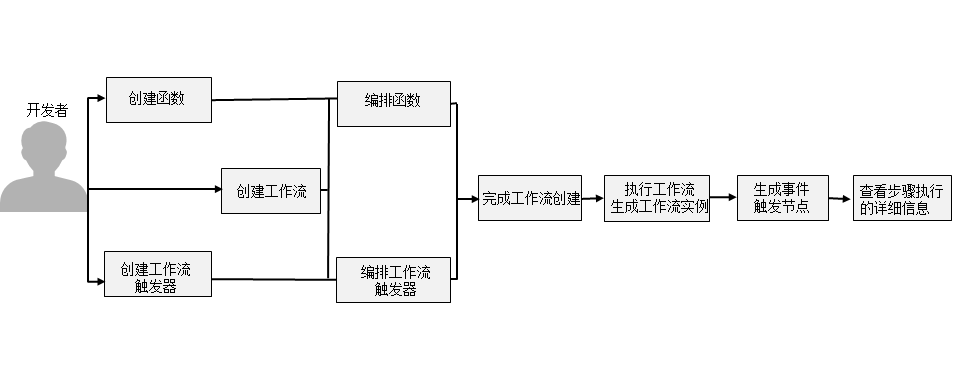 开发者
创建函数
编排函数
创建工作流
创建工作流
触发器
编排工作流
触发器
完成工作流创建
执行工作流
生成工作流实例
生成事件
触发节点
查看步骤执行
的详细信息